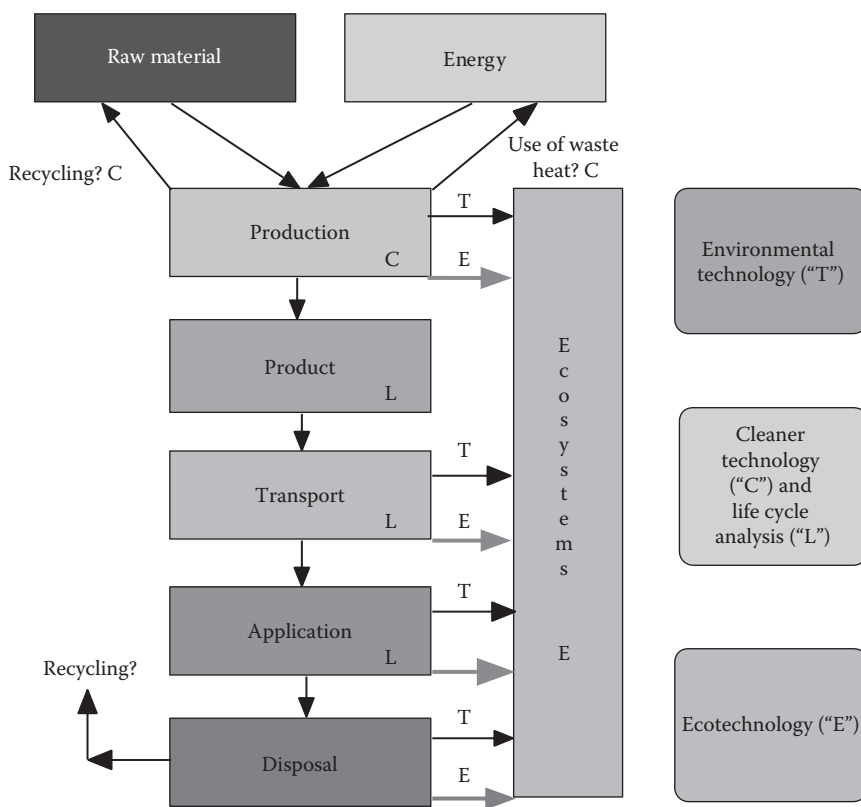 Raw material
Energy
Recycling? C
Use of waste
heat? C
Production
C
T
E
Product
L
Transport
L
T
E
Application
L
T
Recycling?
Disposal
T
E
E
c
o
s
y
s
t
e
m
s
E
Environmental
technology (“T”)
Cleaner
technology
(“C”) and
life cycle
analysis (“L”)
Ecotechnology (“E”)